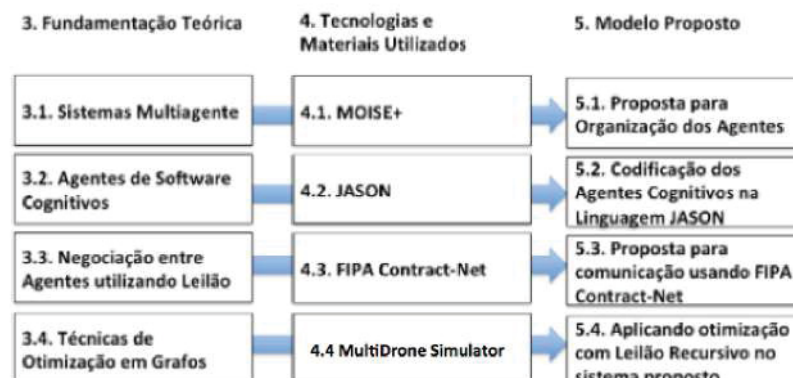 3. Fundamentação Teórica
4. Tecnologias e
Materiais Utilizados
5. Modelo Proposto
3.1. Sistemas Multiagente
4.1. MOISE+
5.1. Proposta para
Organização dos Agentes
3.2. Agentes de Software
Cognitivos
4.2. JASON
5.2. Codificação dos
Agentes Cognitivos na
Linguagem JASON
3.3. Negociação entre
Agentes utilizando Leilão
4.3. FIPA Contract-Net
5.3. Proposta para
comunicação usando FIPA
Contract-Net
3.4. Técnicas de
Otimização em Grafos
4.4 MultiDrone Simulator
5.4. Aplicando otimização
com Leilão Recursivo no
sistema proposto